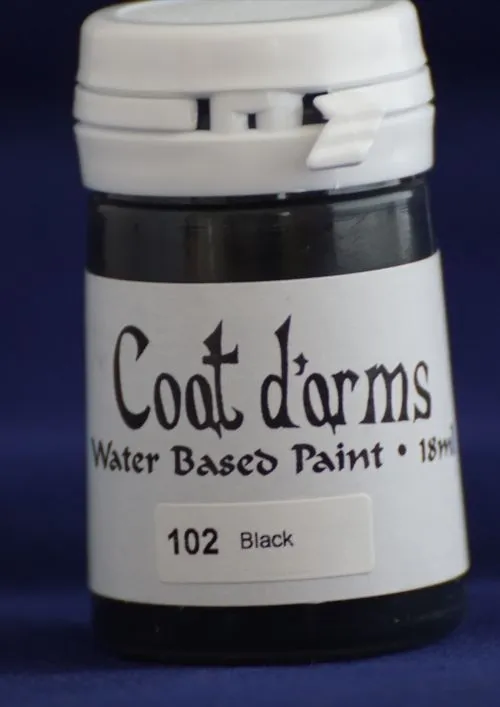 Coat d'arms
Water Based Paint • 18ml
102 Black